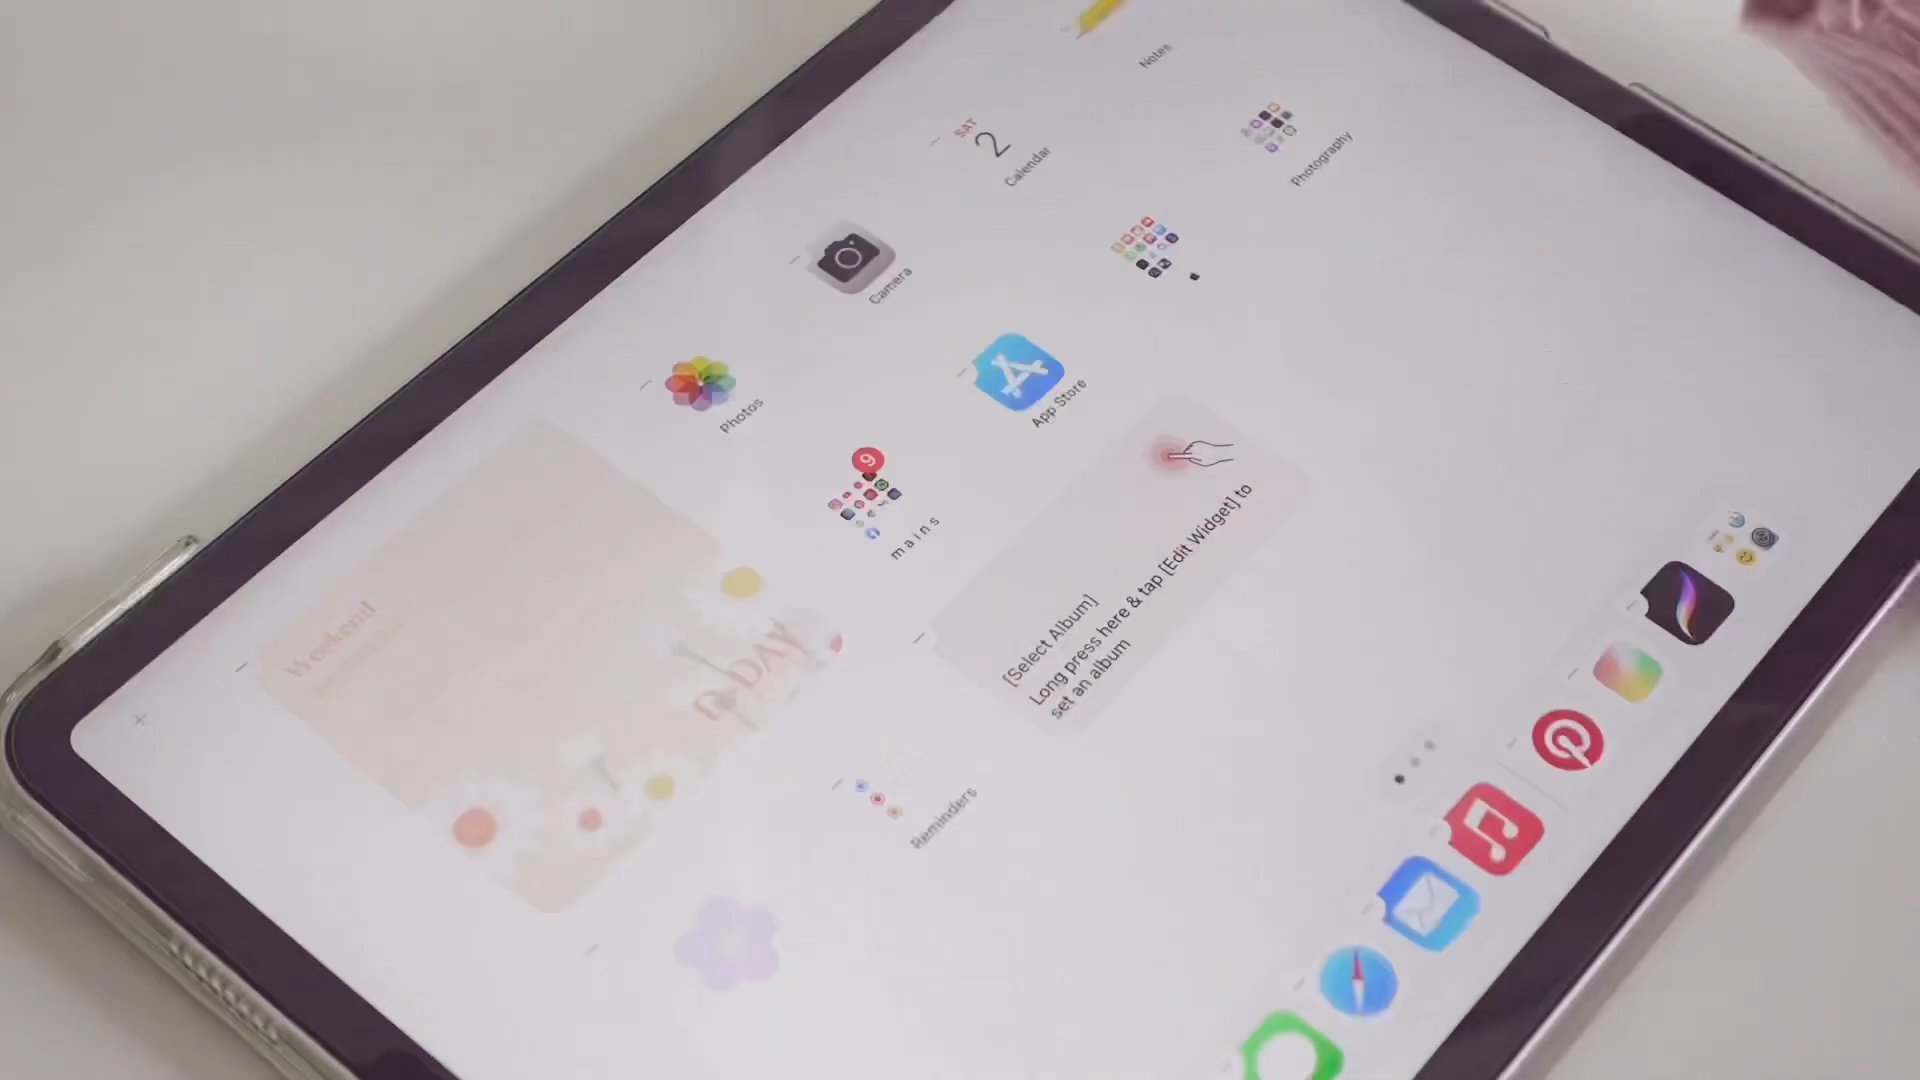 Notes
SAT
2
Calendar
Photography
Camera
Photos
App Store
9
mains
[Select Album]
Long press here & tap [Edit Widget] to
set an album
Weekend
D-DAY
Reminders